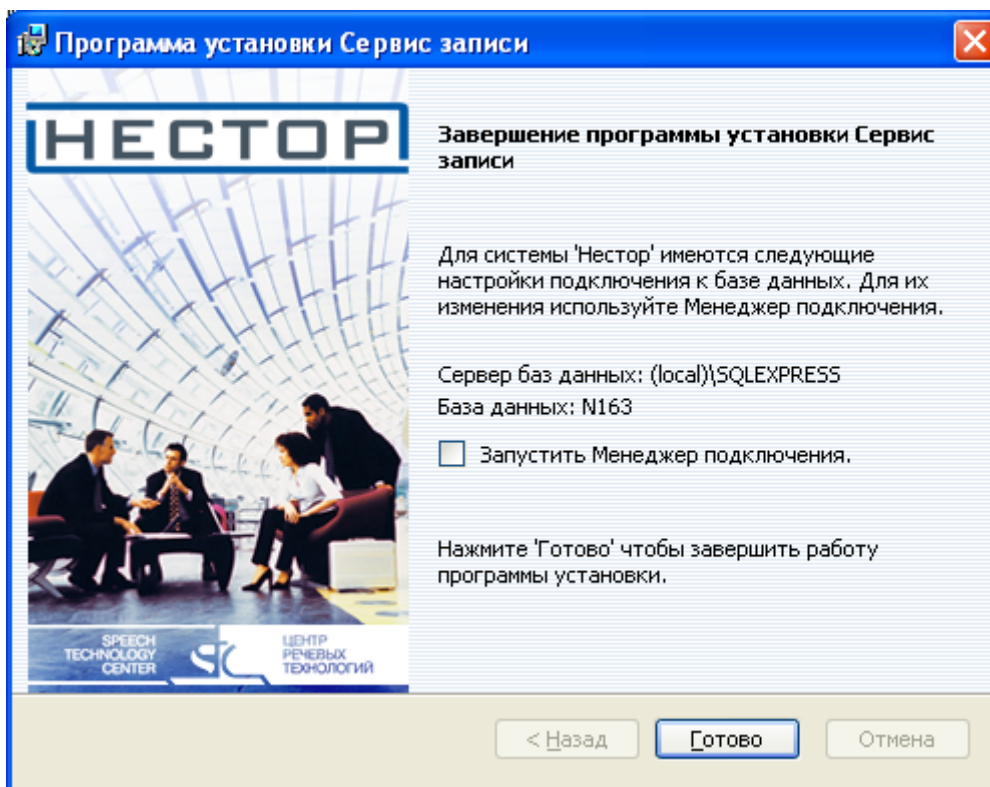 Программа установки Сервис записи
НЕСТОР
Завершение программы установки Сервис
записи
Для системы 'Нестор' имеются следующие
настройки подключения к базе данных. Для их
изменения используйте Менеджер подключения.
Сервер баз данных: (local)\SQLEXPRESS
База данных: N163
Запустить Менеджер подключения.
Нажмите 'Готово' чтобы завершить работу
программы установки.
SPEECH
TECHNOLOGY
CENTER
ЦЕНТР
РЕЧЕВЫХ
ТЕХНОЛОГИЙ
< Назад
Готово
Отмена